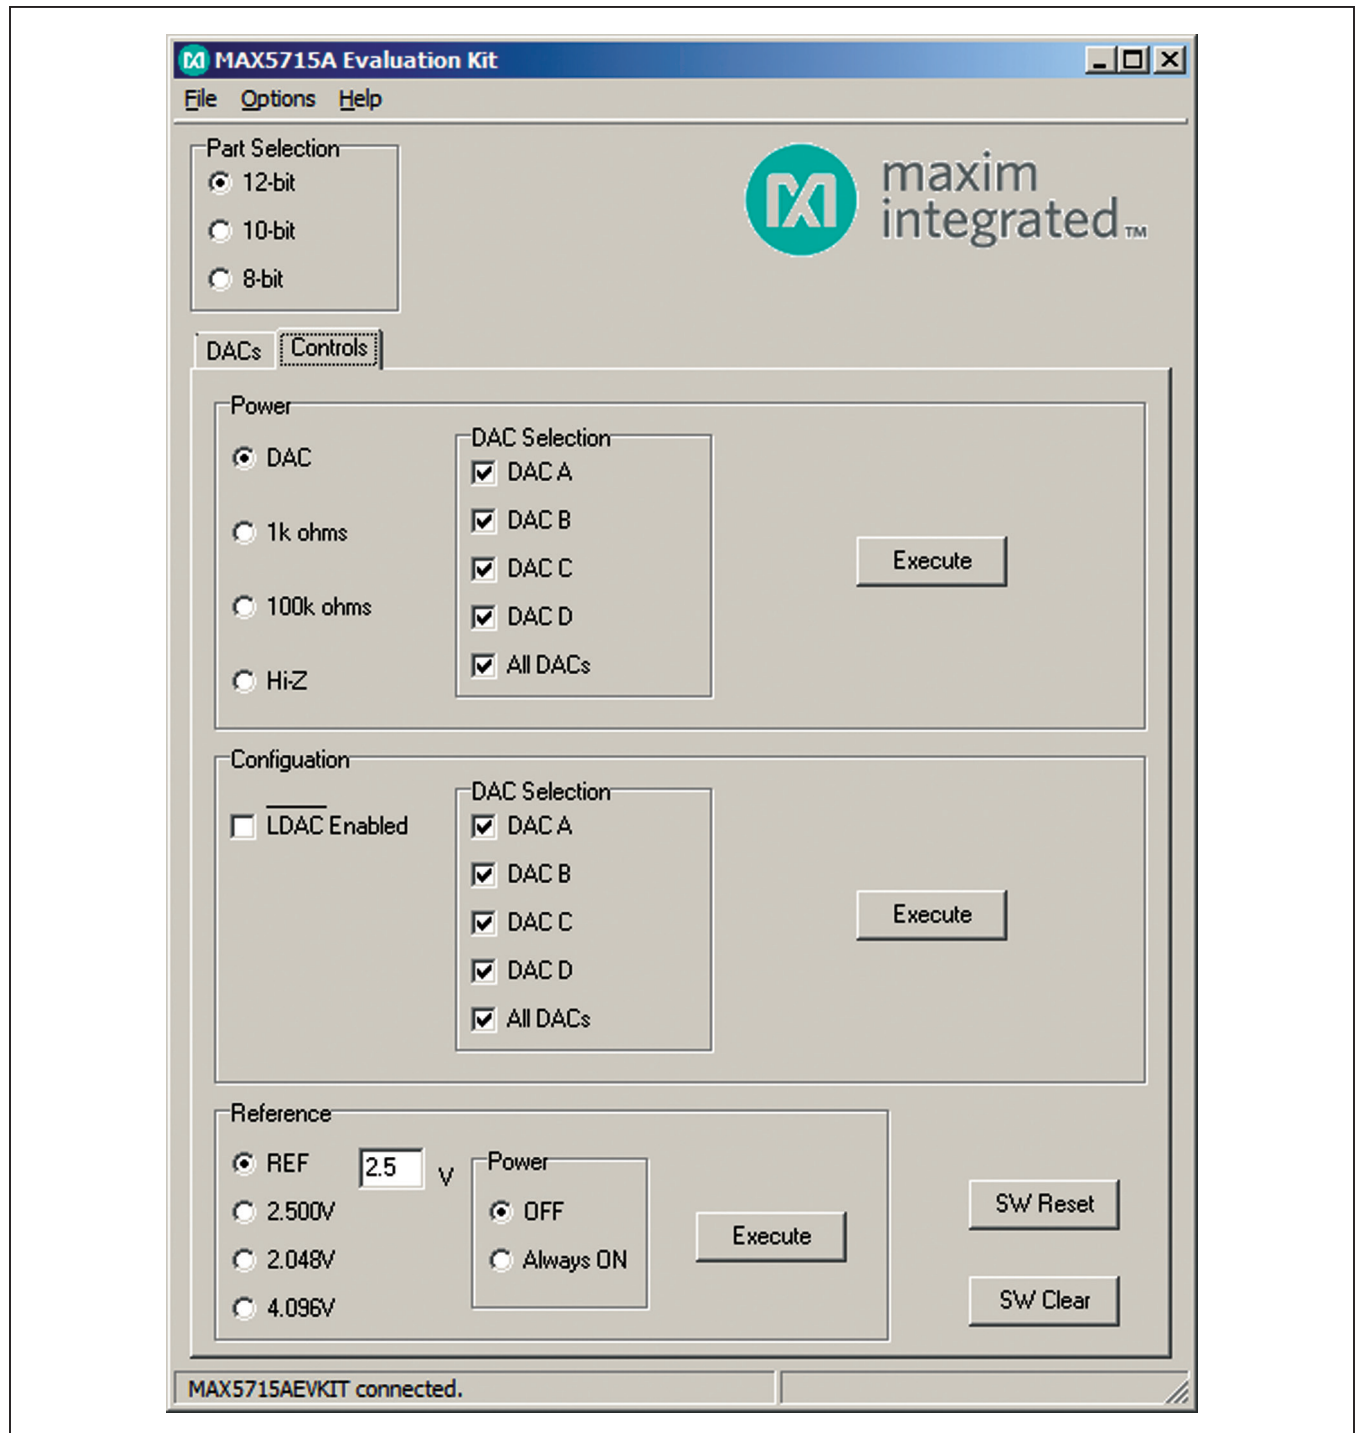 MAX5715A Evaluation Kit
File Options Help
Part Selection
12-bit
10-bit
8-bit
maxim
integrated™
DACs Controls
Power
DAC
1k ohms
100k ohms
Hi-Z
DAC Selection
DAC A
DAC B
DAC C
DAC D
All DACs
Execute
Configuation
LDAC Enabled
DAC Selection
DAC A
DAC B
DAC C
DAC D
All DACs
Execute
Reference
REF 2.5 V
2.500V
2.048V
4.096V
Power
OFF
Always ON
Execute
SW Reset
SW Clear
MAX5715AEVKIT connected.